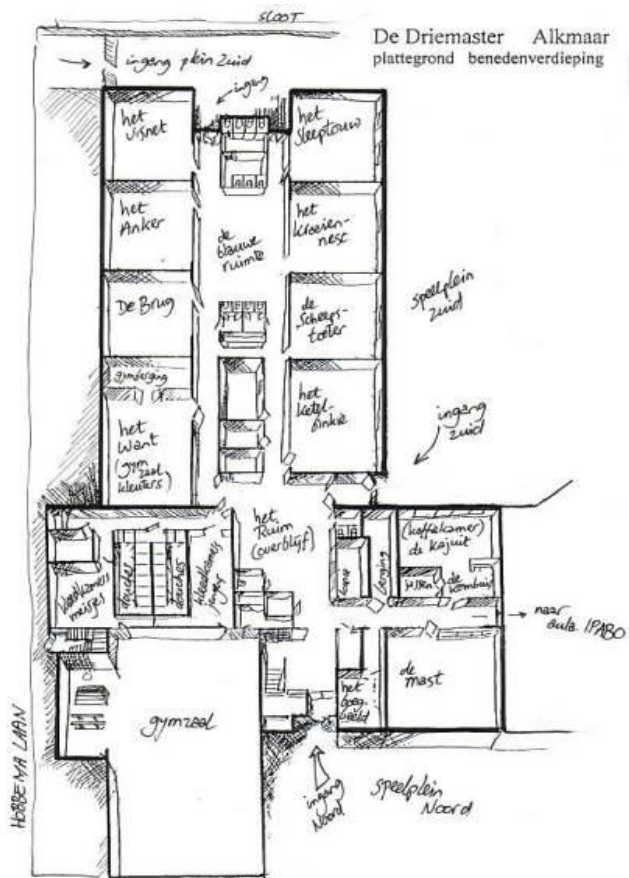 SLOOT
De Driemaster Alkmaar
plattegrond benedenverdieping
ingang plein Zuid
ingang
het
visnet
het
Sleeptouw
het
Anker
de
blauwe
ruimte
het
Kraaien-
nest
De Brug
de
Scheeps-
toeter
speelplein
Zuid
gymberging
het
Want
(gym
zaal
kleuters)
het
Ketel-
binkie
ingang
Zuid
het
Ruim
(overblijf)
(koffiekamer)
de Kajuit
kleedkamers
meisjes
douches
douches
kleedkamers
jongens
berging
de
Kombuis
naar
aula IPABO
gymzaal
het
boeg
beeld
de
mast
HOBBEMA LAAN
ingang
Noord
speelplein
Noord